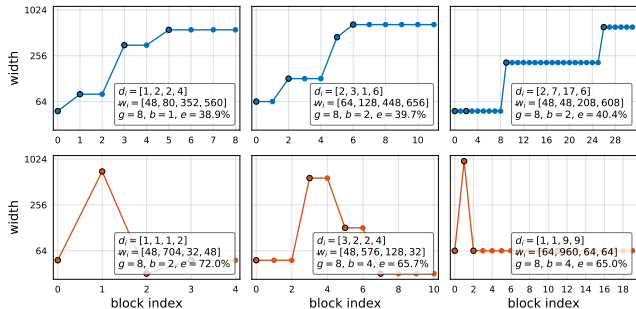 1024
256
64
width
d_i = [1, 2, 2, 4]
w_i = [48, 80, 352, 560]
g = 8, b = 1, e = 38.9%
0 1 2 3 4 5 6 7 8
d_i = [2, 3, 1, 6]
w_i = [64, 128, 448, 656]
g = 8, b = 2, e = 39.7%
0 2 4 6 8 10
d_i = [2, 7, 17, 6]
w_i = [48, 48, 208, 608]
g = 8, b = 2, e = 40.4%
0 4 8 12 16 20 24 28
1024
256
64
width
d_i = [1, 1, 1, 2]
w_i = [48, 704, 32, 48]
g = 8, b = 2, e = 72.0%
0 1 2 3 4
block index
d_i = [3, 2, 2, 4]
w_i = [48, 576, 128, 32]
g = 8, b = 4, e = 65.7%
0 2 4 6 8 10
block index
d_i = [1, 1, 9, 9]
w_i = [64, 960, 64, 64]
g = 8, b = 4, e = 65.0%
0 2 4 6 8 10 12 14 16 18
block index